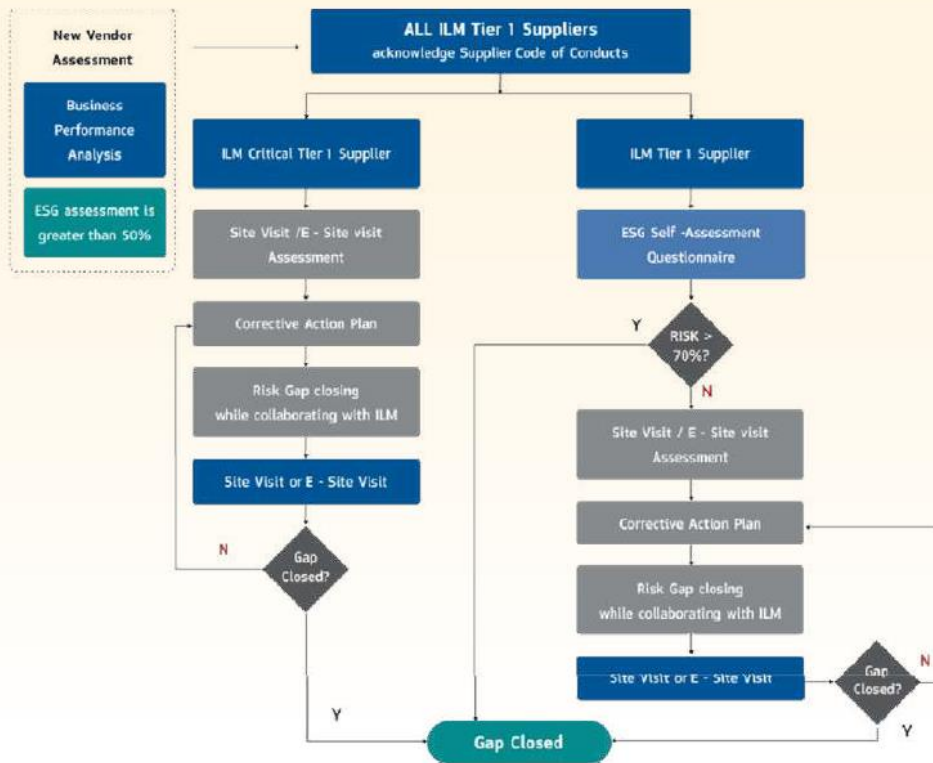 New Vendor
Assessment
Business
Performance
Analysis
ESG assessment is
greater than 50%
ALL ILM Tier 1 Suppliers
acknowledge Supplier Code of Conducts
ILM Critical Tier 1 Supplier
Site Visit /E - Site visit
Assessment
Corrective Action Plan
Risk Gap closing
while collaborating with ILM
Site Visit or E - Site Visit
N
Gap
Closed?
Y
ILM Tier 1 Supplier
ESG Self -Assessment
Questionnaire
Y
RISK >
70%?
N
Site Visit / E - Site visit
Assessment
Corrective Action Plan
Risk Gap closing
while collaborating with ILM
Site Visit or E - Site Visit
Gap
Closed?
N
Y
Gap Closed